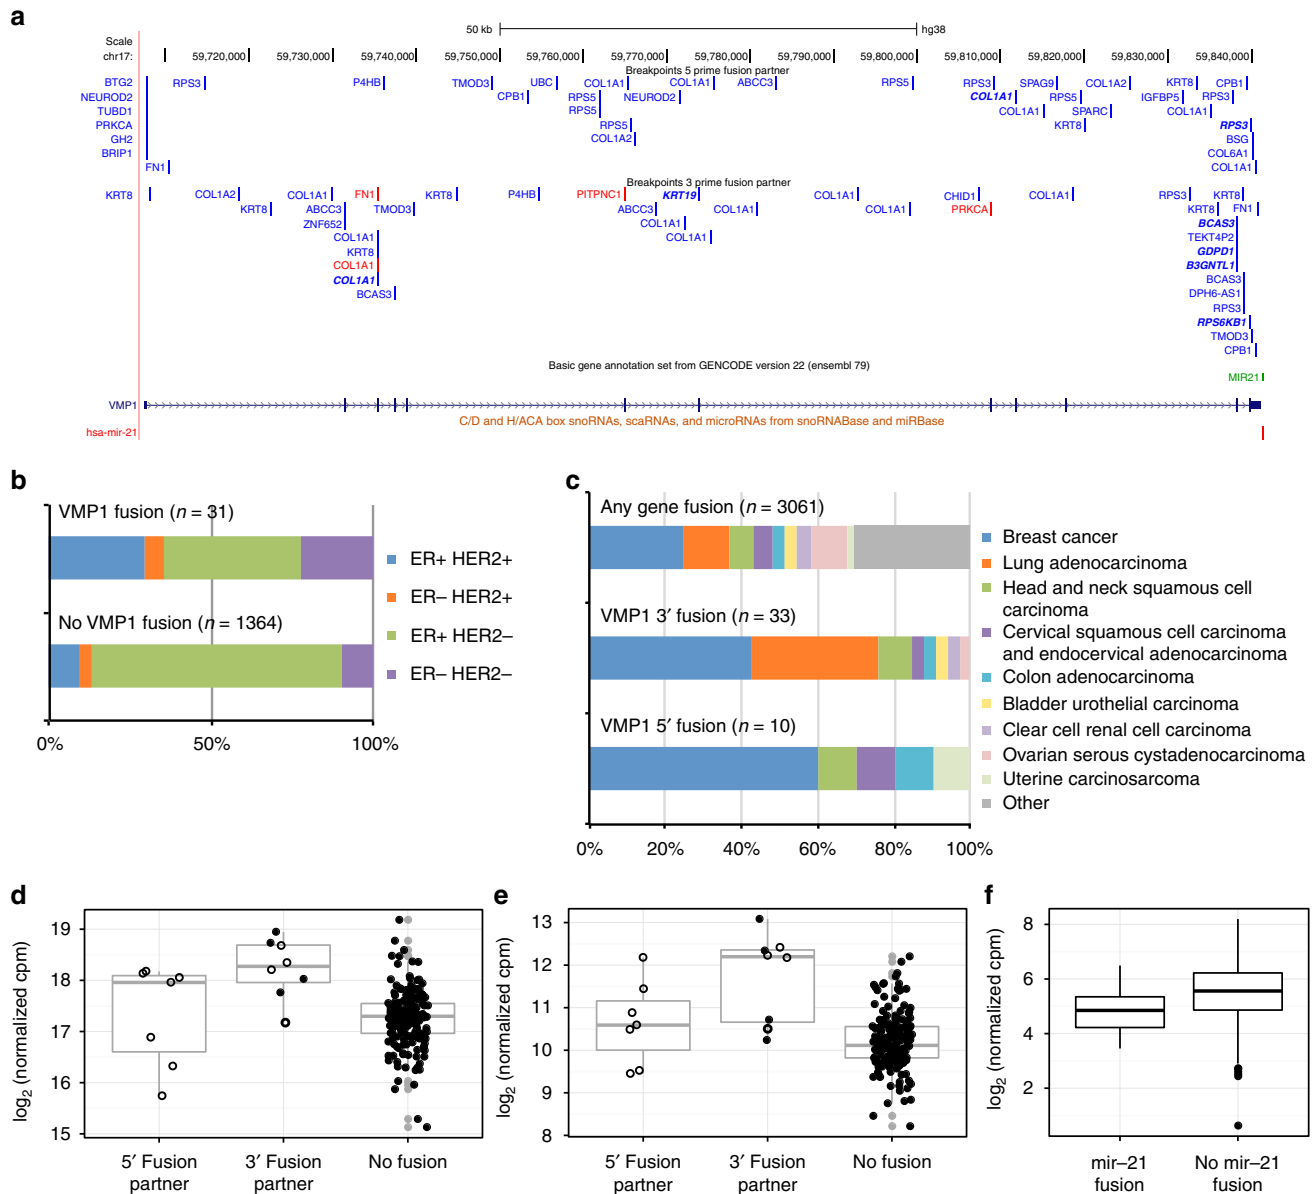 a
50 kb hg38
Scale
chr17: 59,720,000 59,730,000 59,740,000 59,750,000 59,760,000 59,770,000 59,780,000 59,790,000 59,800,000 59,810,000 59,820,000 59,830,000 59,840,000
Breakpoints 5 prime fusion partner
BTG2 RPS3 P4HB TMOD3 UBC COL1A1 COL1A1 ABCC3 RPS5 RPS3 SPAG9 COL1A2 KRT8 CPB1
NEUROD2 CPB1 RPS5 NEUROD2 COL1A1 RPS5 IGFBP5 RPS3
TUBD1 RPS5 COL1A1 SPARC COL1A1
PRKCA RPS5 KRT8 RPS3
GH2 COL1A2 BSG
BRIP1 COL6A1
FN1 COL1A1
Breakpoints 3 prime fusion partner
KRT8 COL1A2 COL1A1 FN1 KRT8 P4HB PITPNC1 KRT19 COL1A1 CHID1 COL1A1 RPS3 KRT8
KRT8 ABCC3 TMOD3 ABCC3 COL1A1 COL1A1 PRKCA KRT8 FN1
ZNF652 COL1A1 BCAS3
COL1A1 COL1A1 TEKT4P2
KRT8 GDPD1
COL1A1 B3GNTL1
COL1A1 BCAS3
BCAS3 DPH6-AS1
RPS3
RPS6KB1
TMOD3
CPB1
Basic gene annotation set from GENCODE version 22 (ensembl 79)
MIR21
VMP1
C/D and H/ACA box snoRNAs, scaRNAs, and microRNAs from snoRNABase and miRBase
hsa-mir-21
b
VMP1 fusion (n = 31)
No VMP1 fusion (n = 1364)
0% 50% 100%
ER+ HER2+
ER− HER2+
ER+ HER2−
ER− HER2−
c
Any gene fusion (n = 3061)
VMP1 3′ fusion (n = 33)
VMP1 5′ fusion (n = 10)
0% 20% 40% 60% 80% 100%
Breast cancer
Lung adenocarcinoma
Head and neck squamous cell
carcinoma
Cervical squamous cell carcinoma
and endocervical adenocarcinoma
Colon adenocarcinoma
Bladder urothelial carcinoma
Clear cell renal cell carcinoma
Ovarian serous cystadenocarcinoma
Uterine carcinosarcoma
Other
d
log2 (normalized cpm)
19
18
17
16
15
5′ Fusion
partner
3′ Fusion
partner
No fusion
e
log2 (normalized cpm)
13
12
11
10
9
8
5′ Fusion
partner
3′ Fusion
partner
No fusion
f
log2 (normalized cpm)
8
6
4
2
mir–21
fusion
No mir–21
fusion